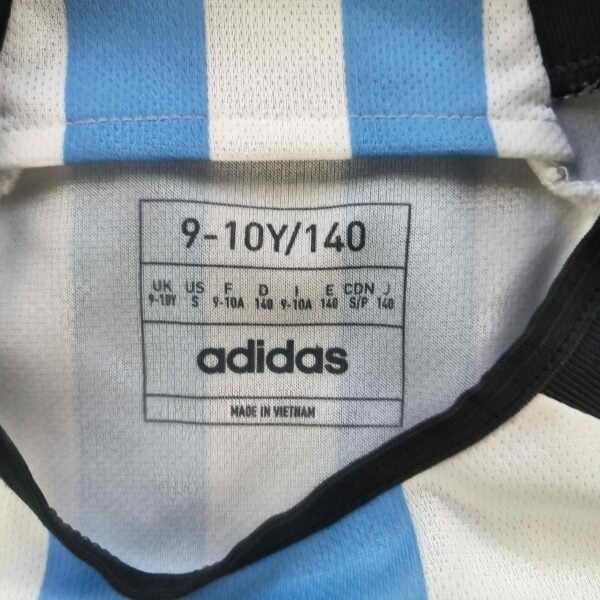 9-10Y/140
UK US F D I E CDN J
9-10Y S 9-10A 140 9-10A 140 S/P 140
adidas
MADE IN VIETNAM